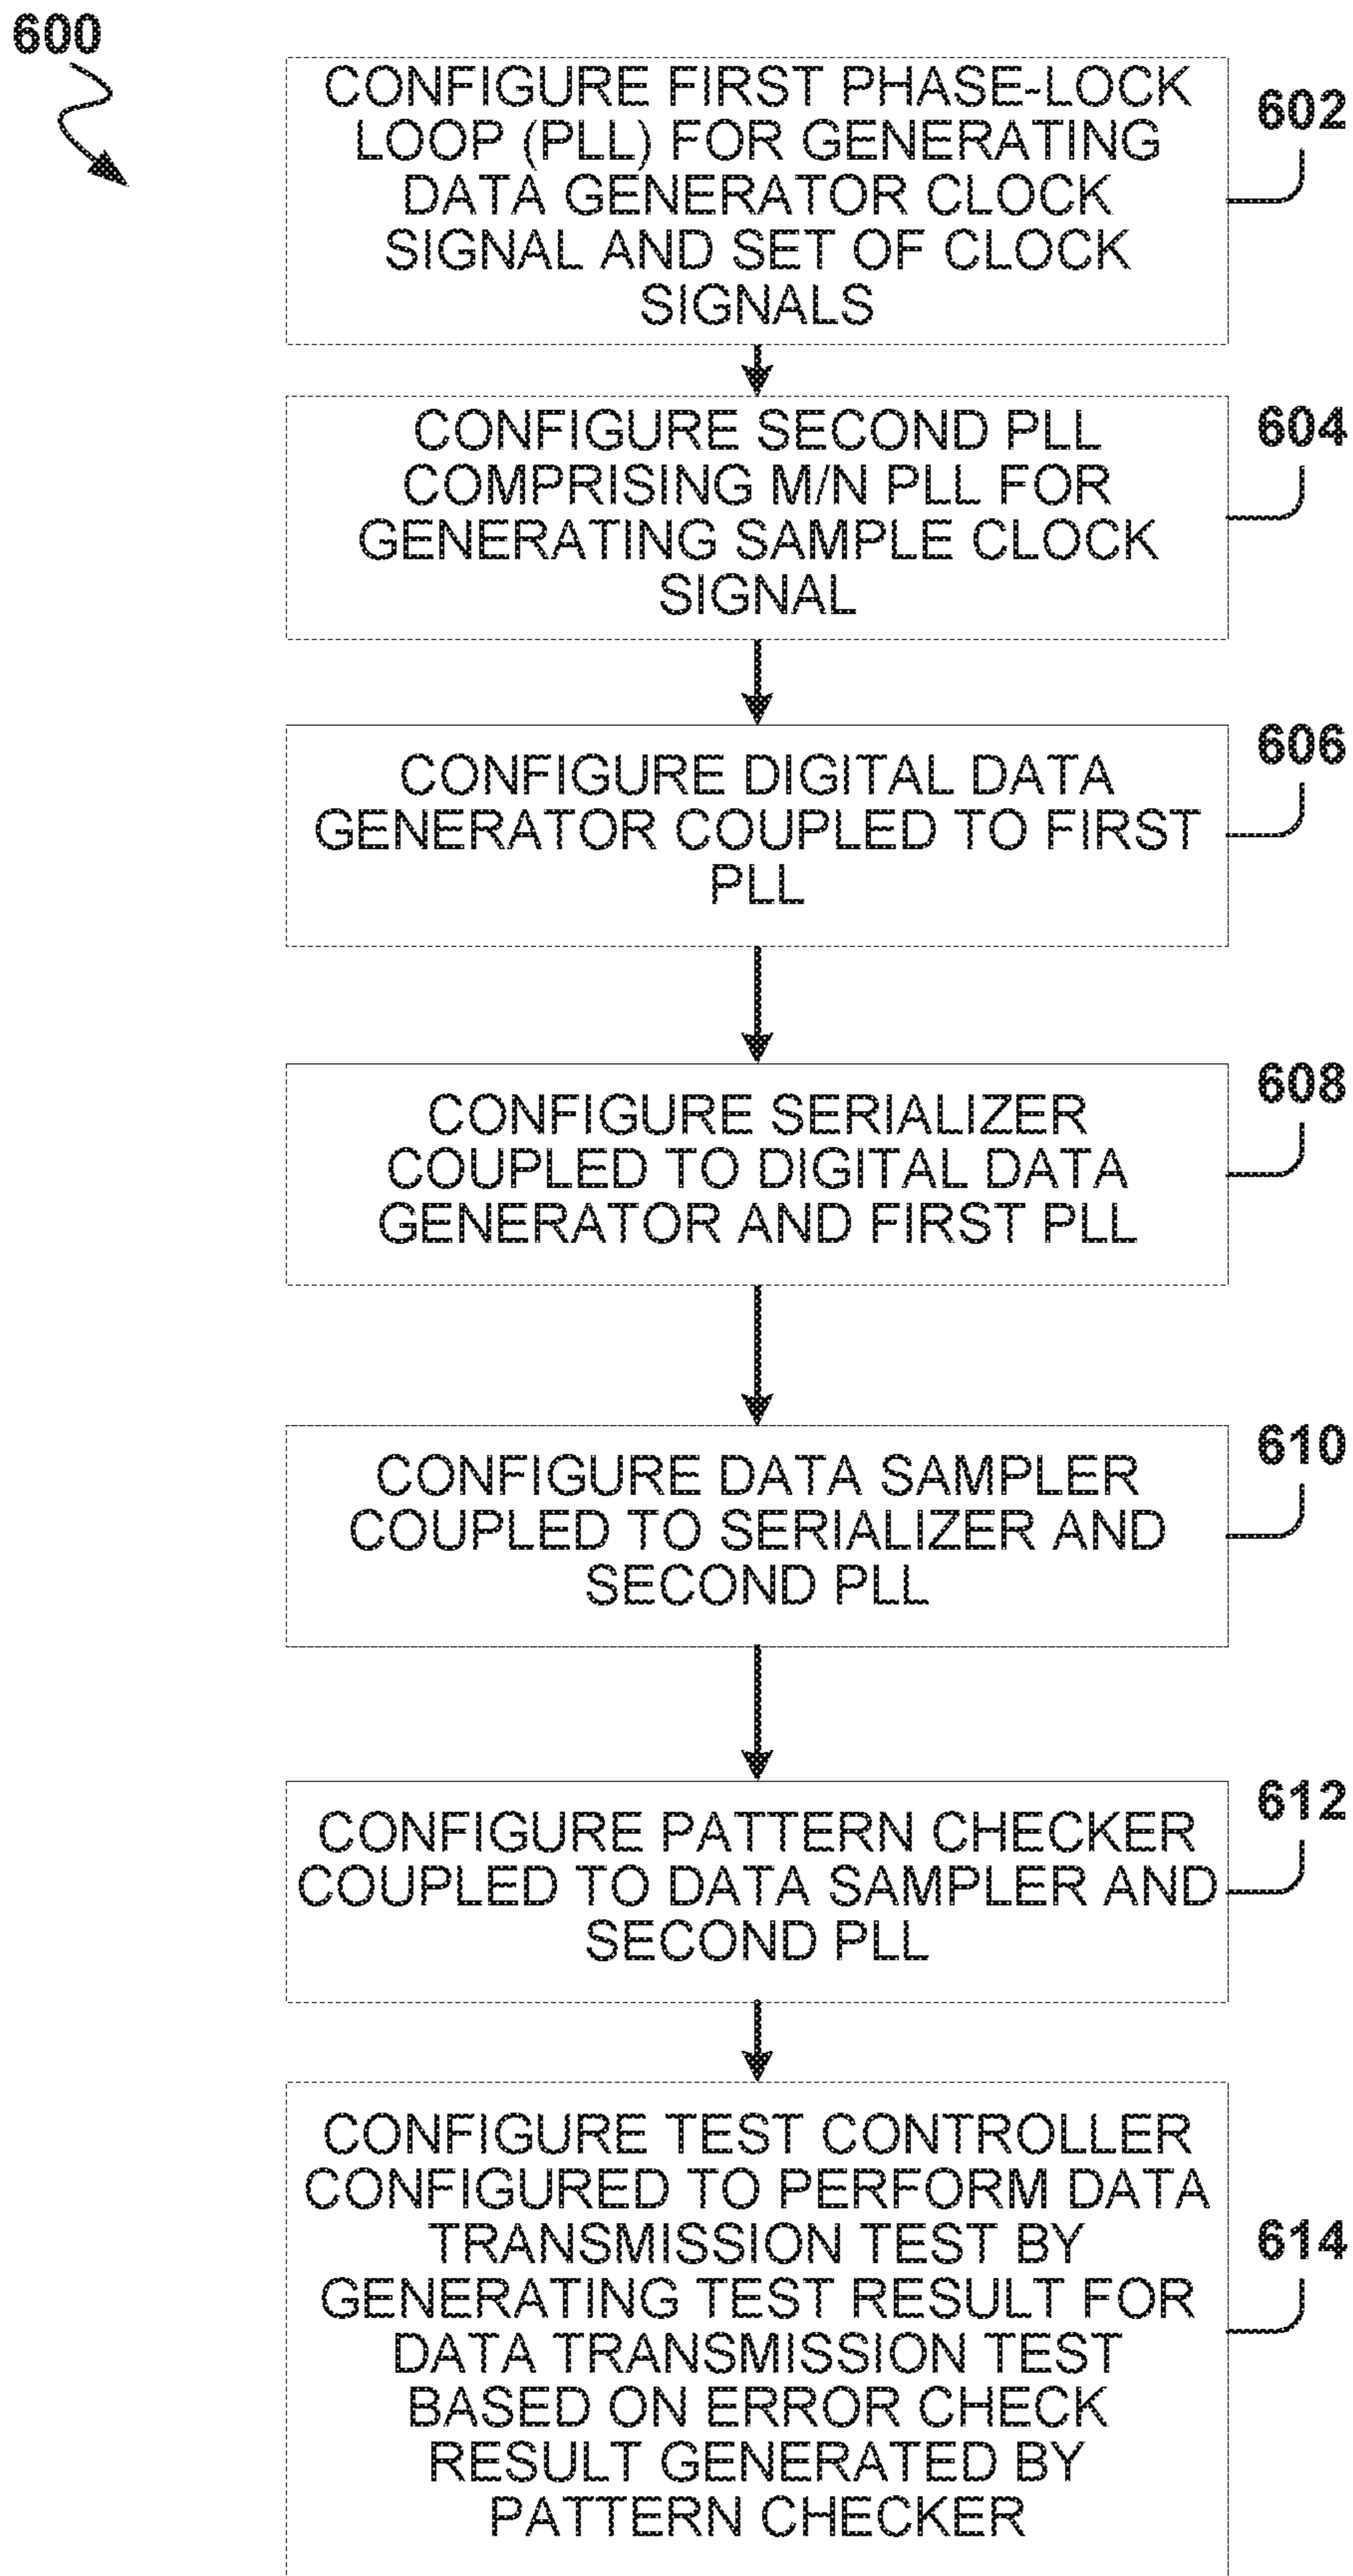 600
CONFIGURE FIRST PHASE-LOCK
LOOP (PLL) FOR GENERATING
DATA GENERATOR CLOCK
SIGNAL AND SET OF CLOCK
SIGNALS
602
CONFIGURE SECOND PLL
COMPRISING M/N PLL FOR
GENERATING SAMPLE CLOCK
SIGNAL
604
CONFIGURE DIGITAL DATA
GENERATOR COUPLED TO FIRST
PLL
606
CONFIGURE SERIALIZER
COUPLED TO DIGITAL DATA
GENERATOR AND FIRST PLL
608
CONFIGURE DATA SAMPLER
COUPLED TO SERIALIZER AND
SECOND PLL
610
CONFIGURE PATTERN CHECKER
COUPLED TO DATA SAMPLER AND
SECOND PLL
612
CONFIGURE TEST CONTROLLER
CONFIGURED TO PERFORM DATA
TRANSMISSION TEST BY
GENERATING TEST RESULT FOR
DATA TRANSMISSION TEST
BASED ON ERROR CHECK
RESULT GENERATED BY
PATTERN CHECKER
614